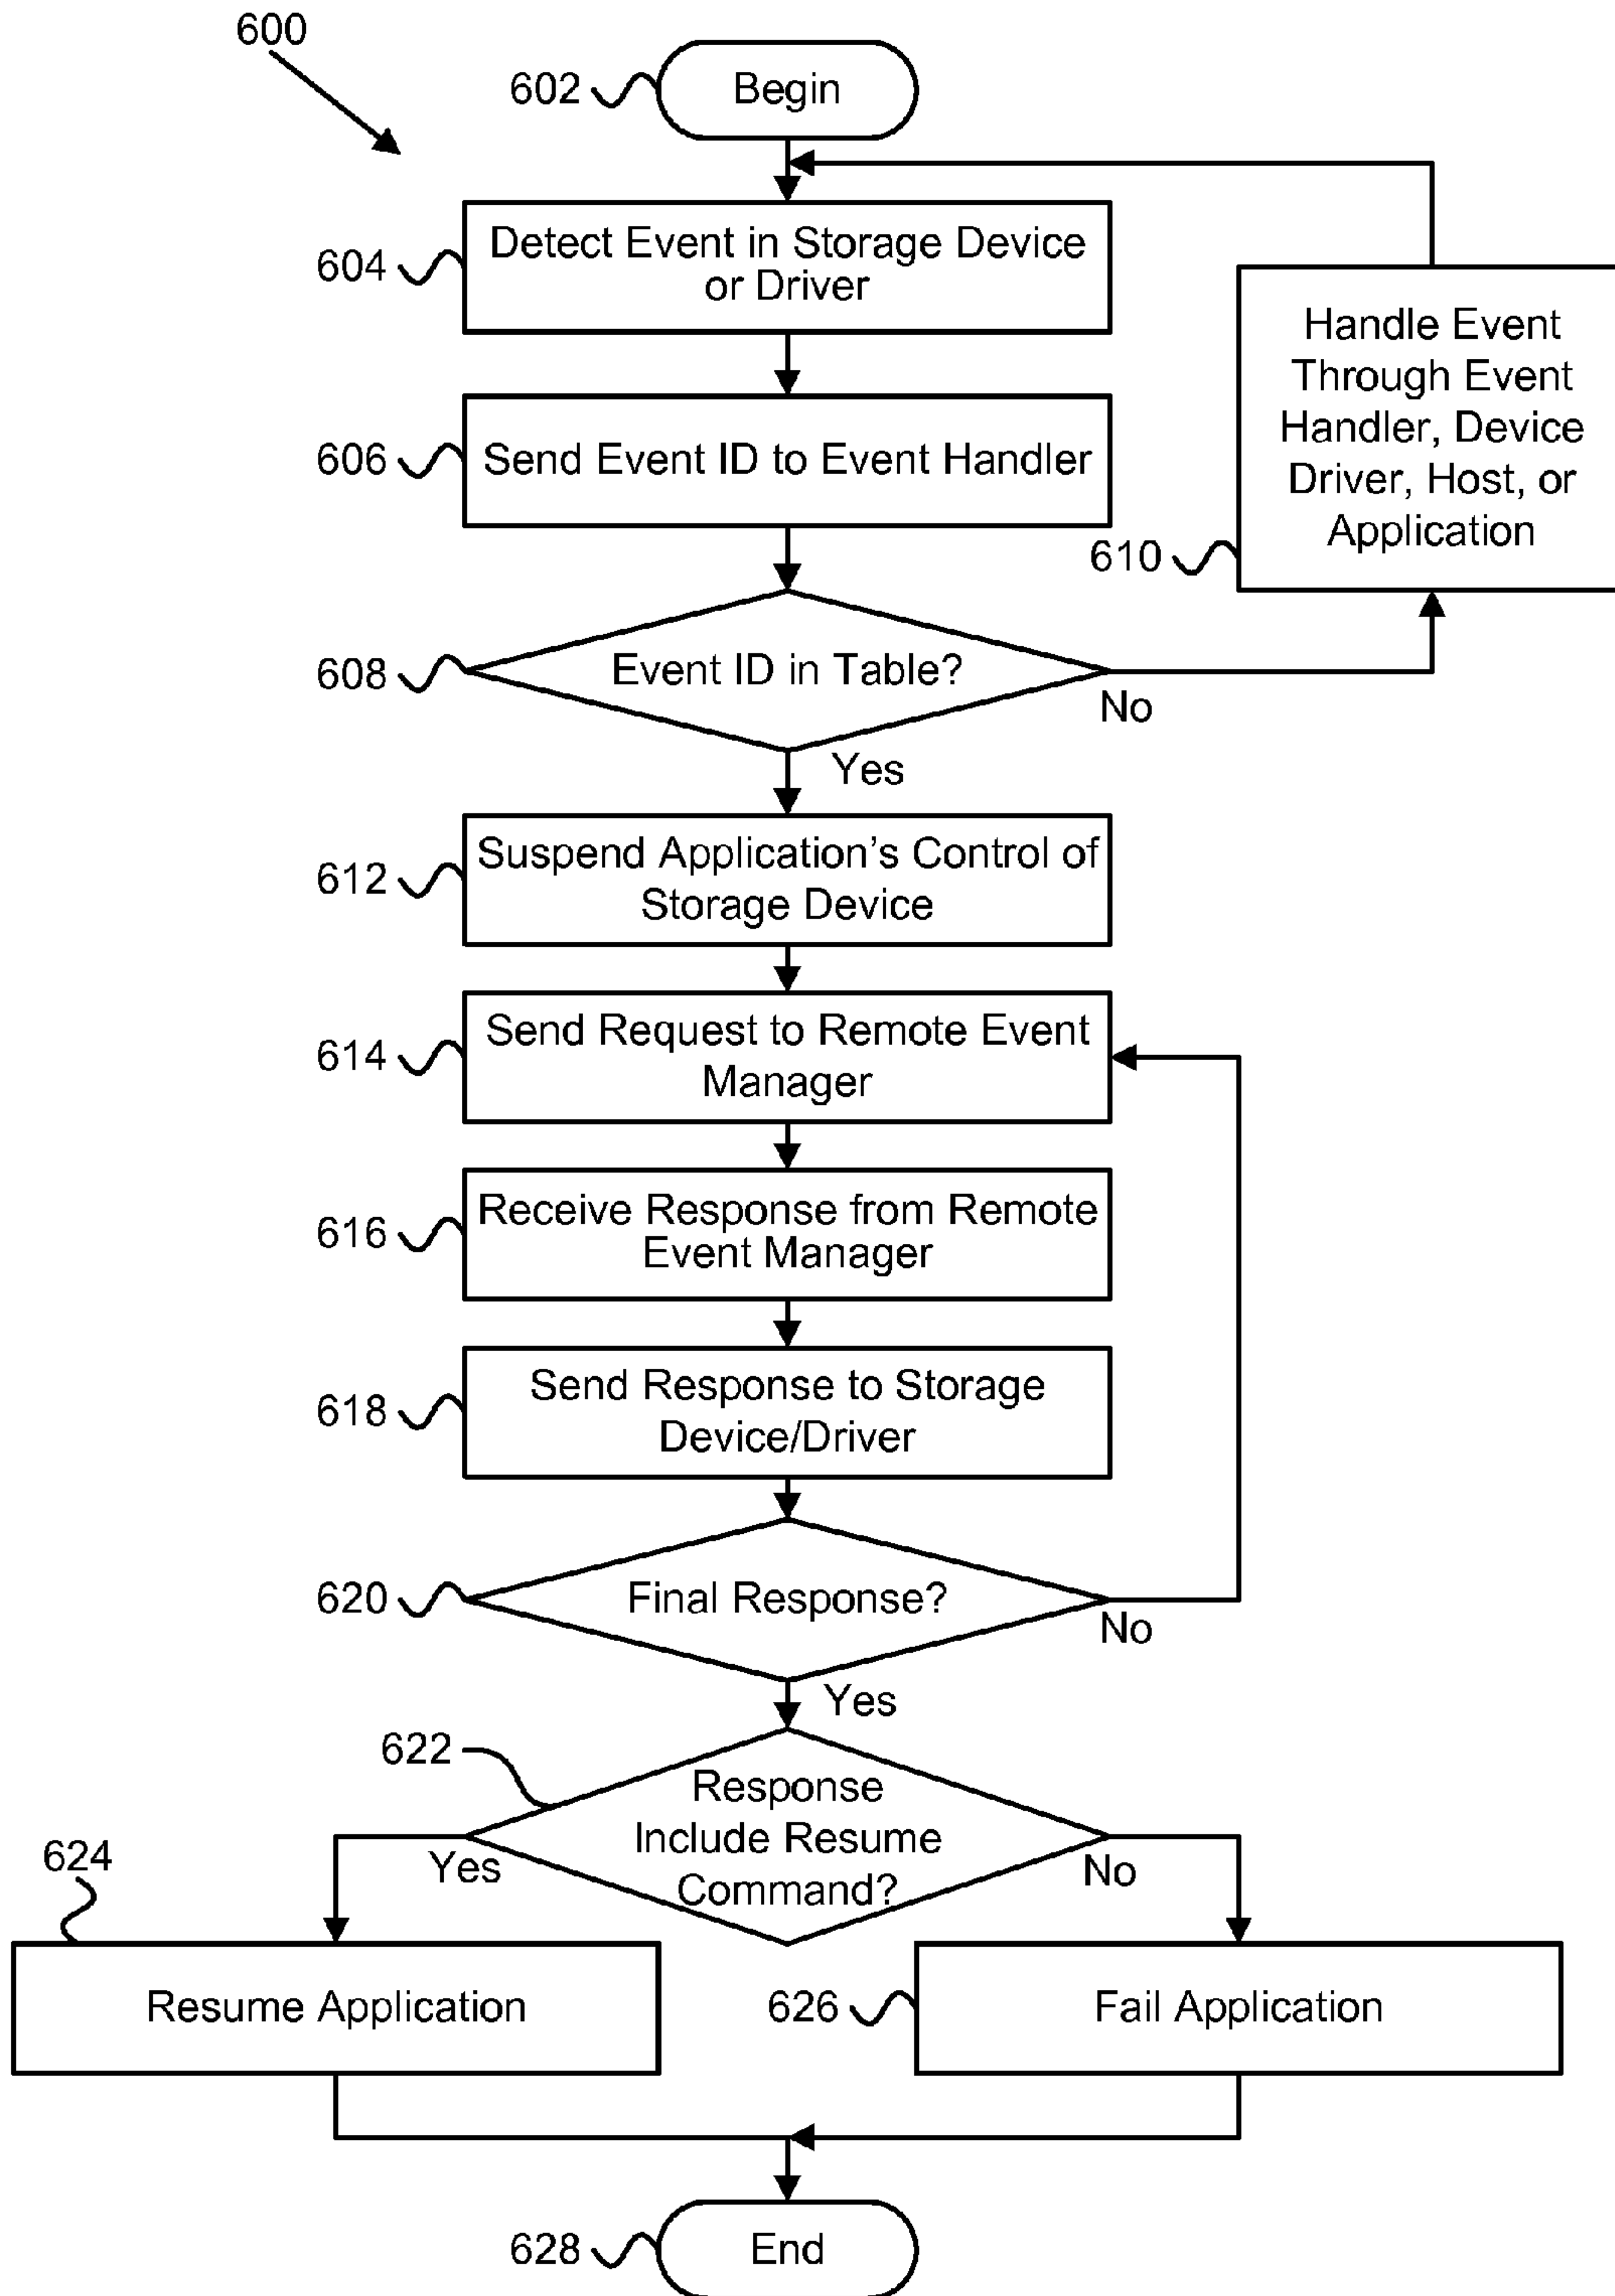 600
602
Begin
604
Detect Event in Storage Device
or Driver
606
Send Event ID to Event Handler
Handle Event
Through Event
Handler, Device
Driver, Host, or
Application
610
608
Event ID in Table?
No
Yes
612
Suspend Application’s Control of
Storage Device
614
Send Request to Remote Event
Manager
616
Receive Response from Remote
Event Manager
618
Send Response to Storage
Device/Driver
620
Final Response?
No
Yes
622
Response
Include Resume
Command?
Yes
No
624
Resume Application
626
Fail Application
628
End